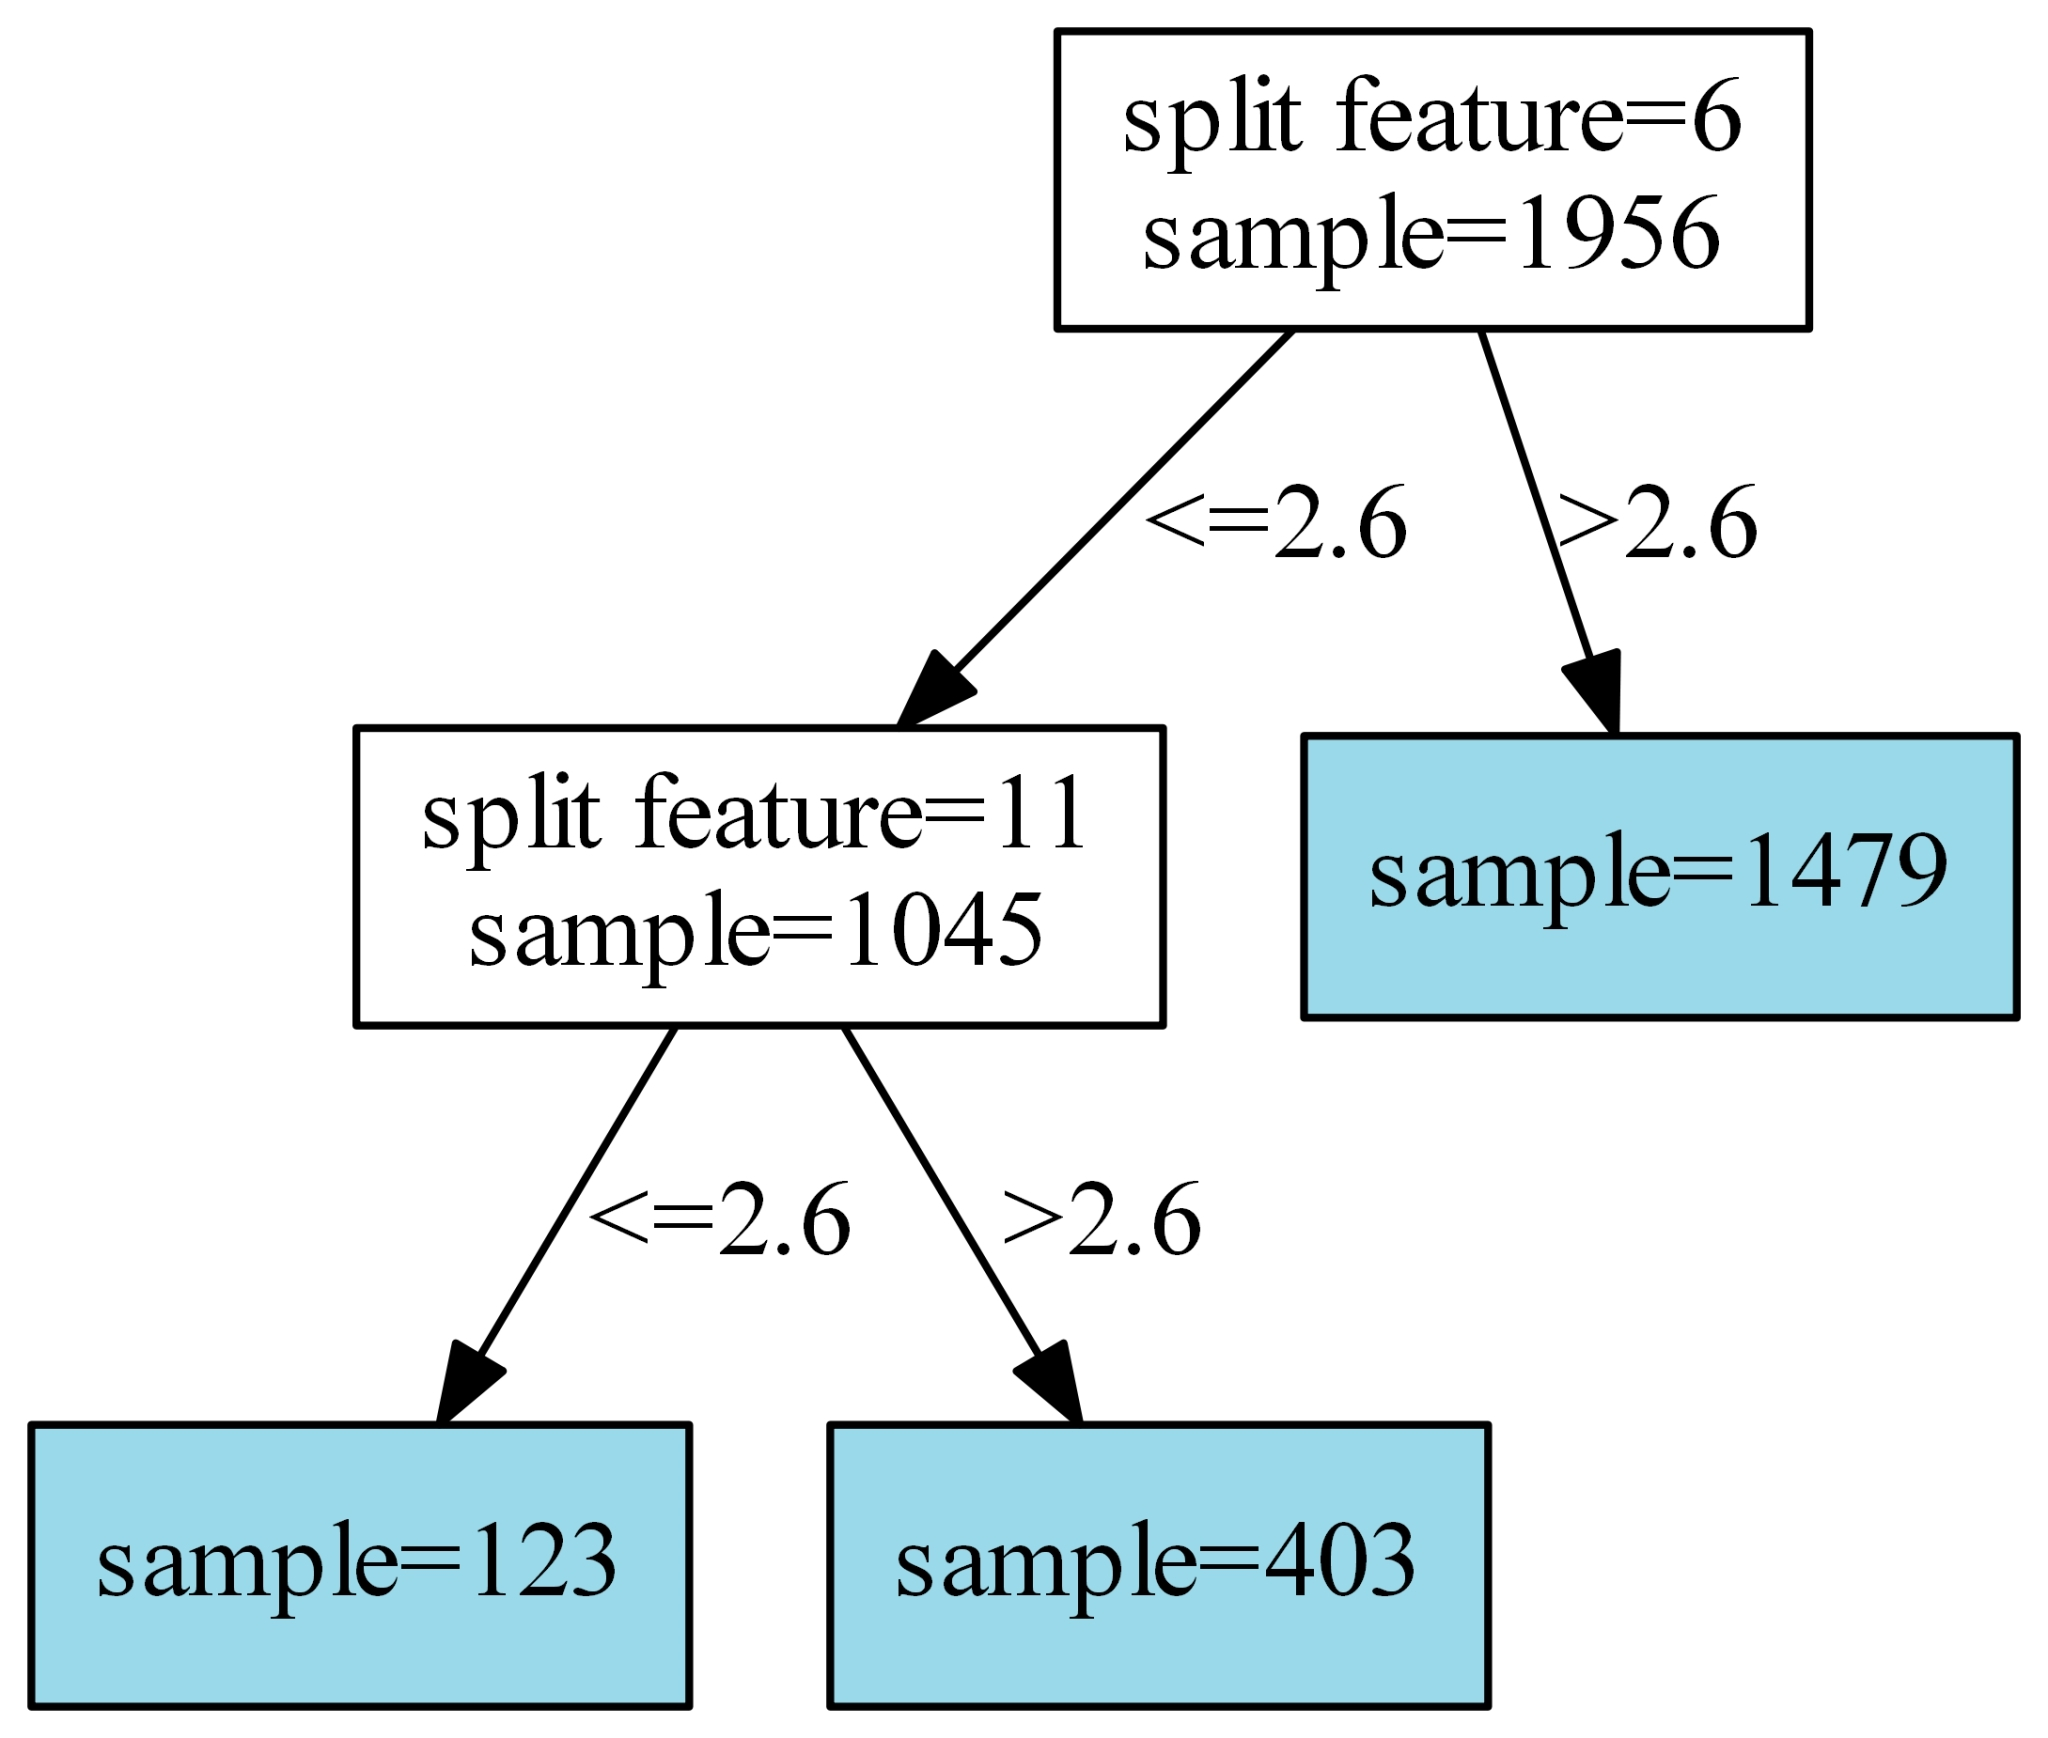 split feature=6
sample=1956
<=2.6
>2.6
split feature=11
sample=1045
sample=1479
<=2.6
>2.6
sample=123
sample=403